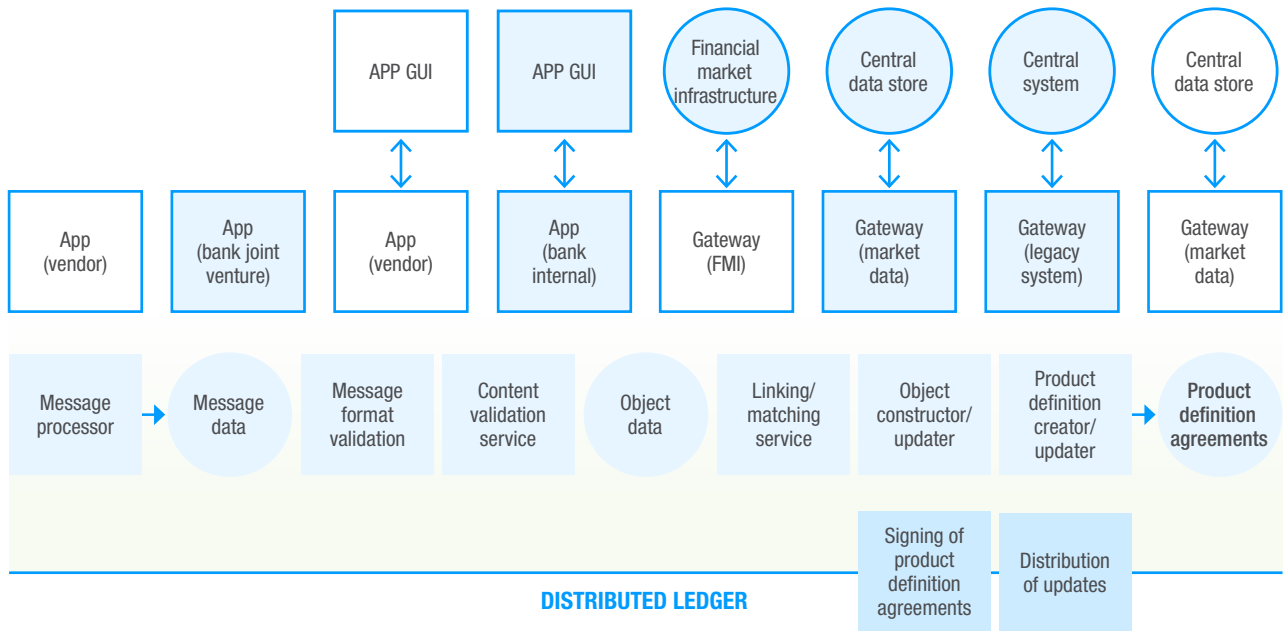 APP GUI
APP GUI
Financial
market
infrastructure
Central
data store
Central
system
Central
data store
App
(vendor)
App
(bank joint
venture)
App
(vendor)
App
(bank
internal)
Gateway
(FMI)
Gateway
(market
data)
Gateway
(legacy
system)
Gateway
(market
data)
Message
processor
Message
data
Message
format
validation
Content
validation
service
Object
data
Linking/
matching
service
Object
constructor/
updater
Product
definition
creator/
updater
Product
definition
agreements
Signing of
product
definition
agreements
Distribution
of updates
DISTRIBUTED LEDGER